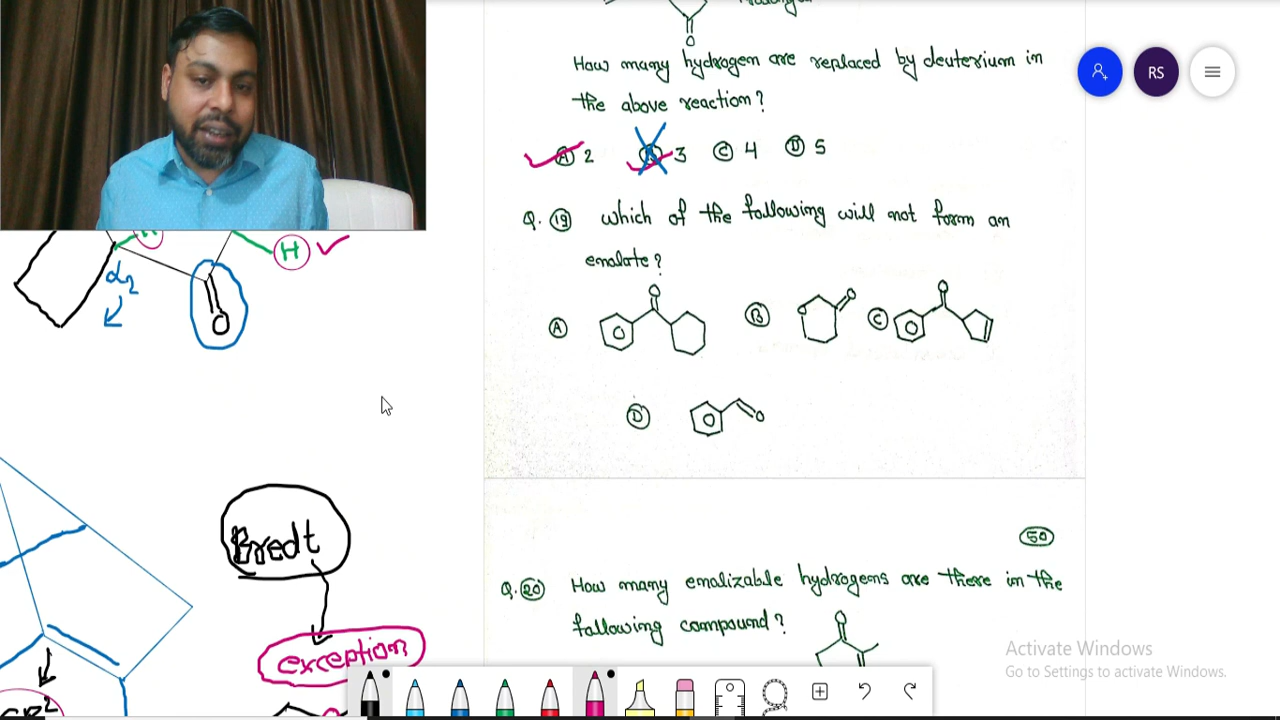 O
How many hydrogen are replaced by deuterium in
the above reaction?
A 2 3 C 4 D 5
Q. 19 Which of the following will not form an
enolate?
A O B O O C O
D O
50
Q. 20 How many enolizable hydrogens are there in the
following compound?
O
H
H
α2
O
Bredt
exception
RS
Activate Windows
Go to Settings to activate Windows.